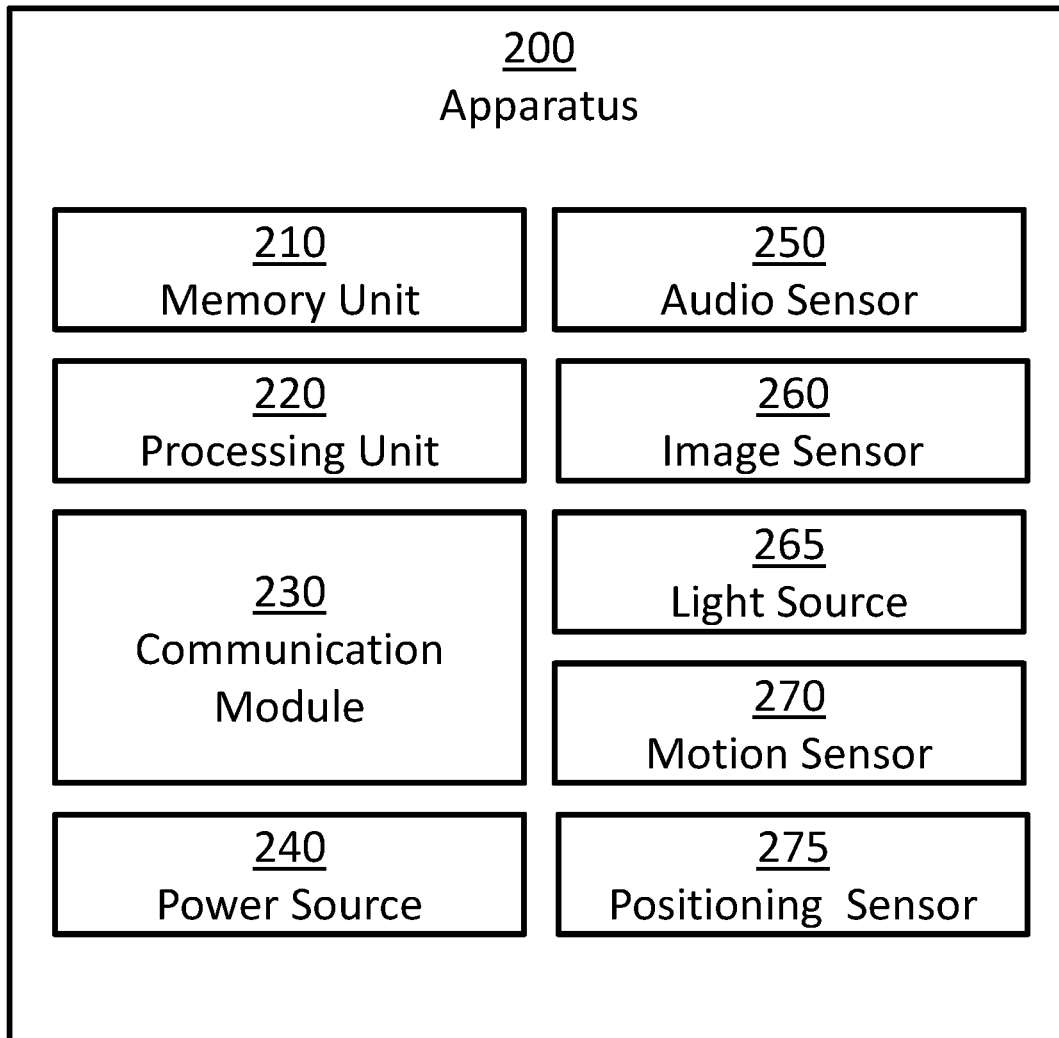 200
Apparatus
210
Memory Unit
220
Processing Unit
230
Communication
Module
240
Power Source
250
Audio Sensor
260
Image Sensor
265
Light Source
270
Motion Sensor
275
Positioning Sensor